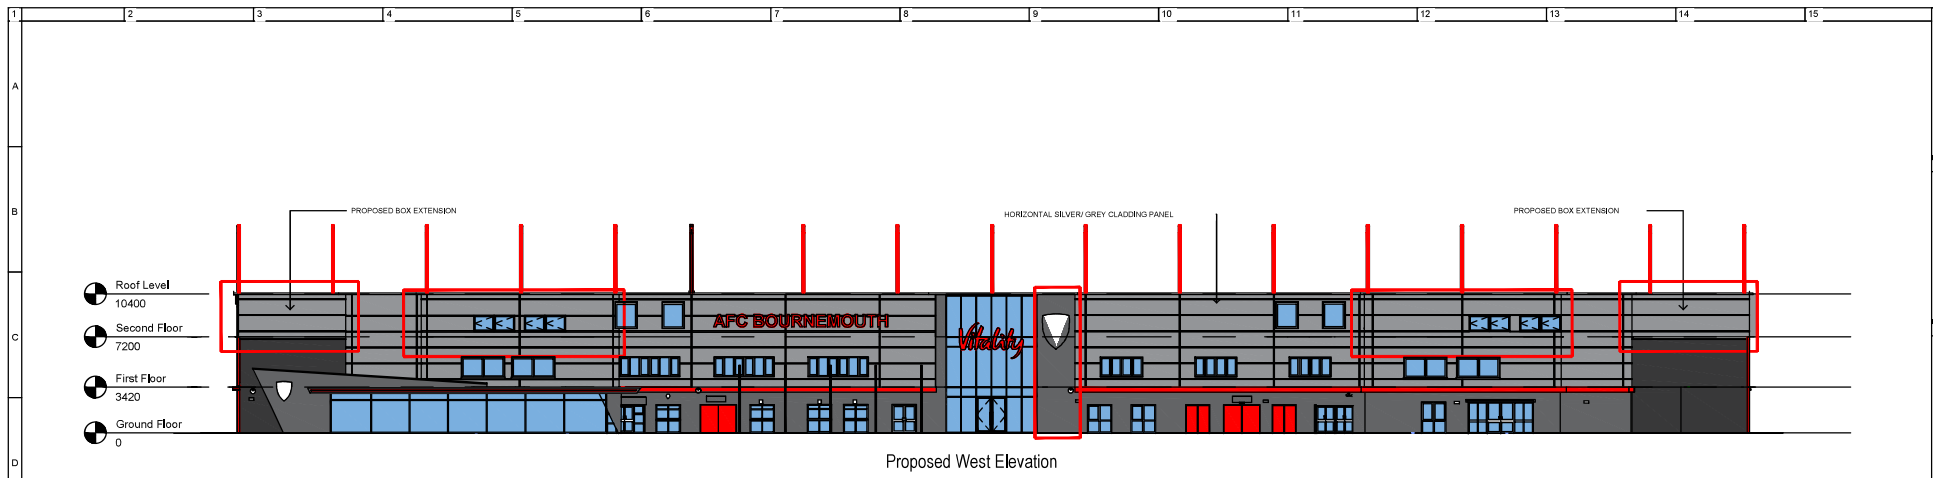 1 2 3 4 5 6 7 8 9 10 11 12 13 14 15
A
B
PROPOSED BOX EXTENSION
HORIZONTAL SILVER/ GREY CLADDING PANEL
PROPOSED BOX EXTENSION
Roof Level
10400
Second Floor
7200
C
AFC BOURNEMOUTH
Vitality
First Floor
3420
Ground Floor
0
D
Proposed West Elevation